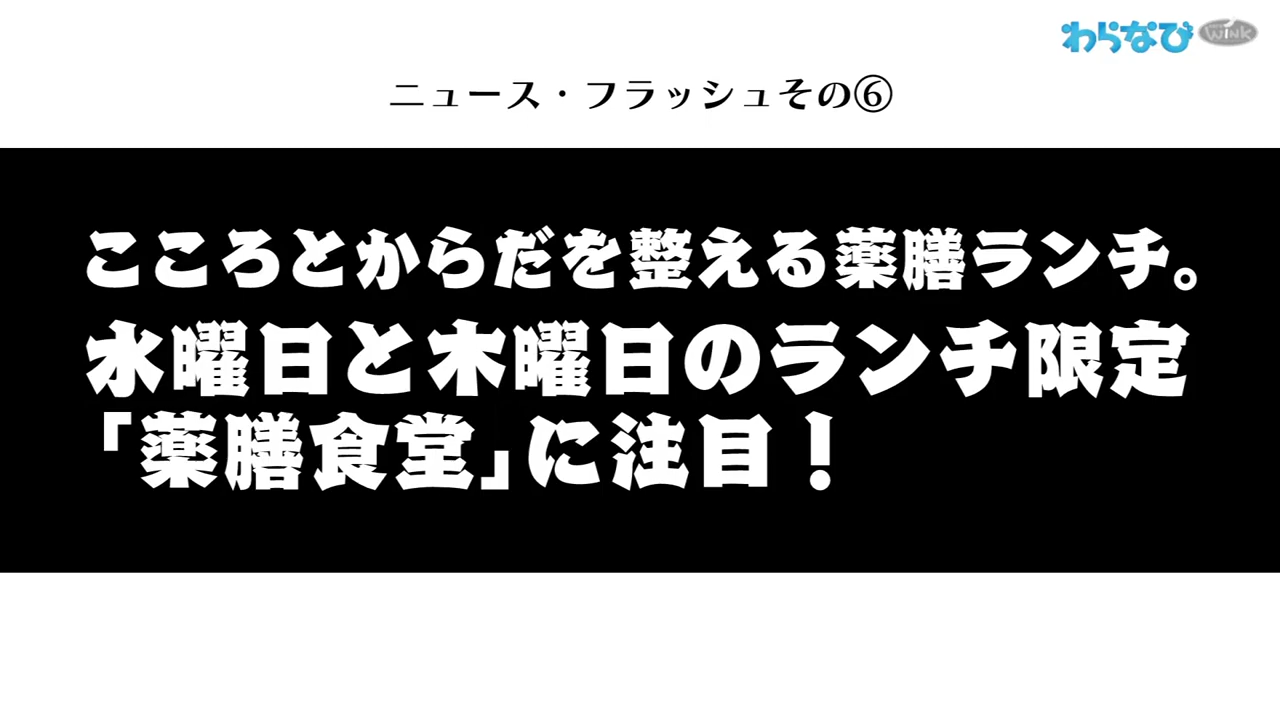 わらなび WINK
ニュース・フラッシュその⑥
こころとからだを整える薬膳ランチ。
水曜日と木曜日のランチ限定
「薬膳食堂」に注目!